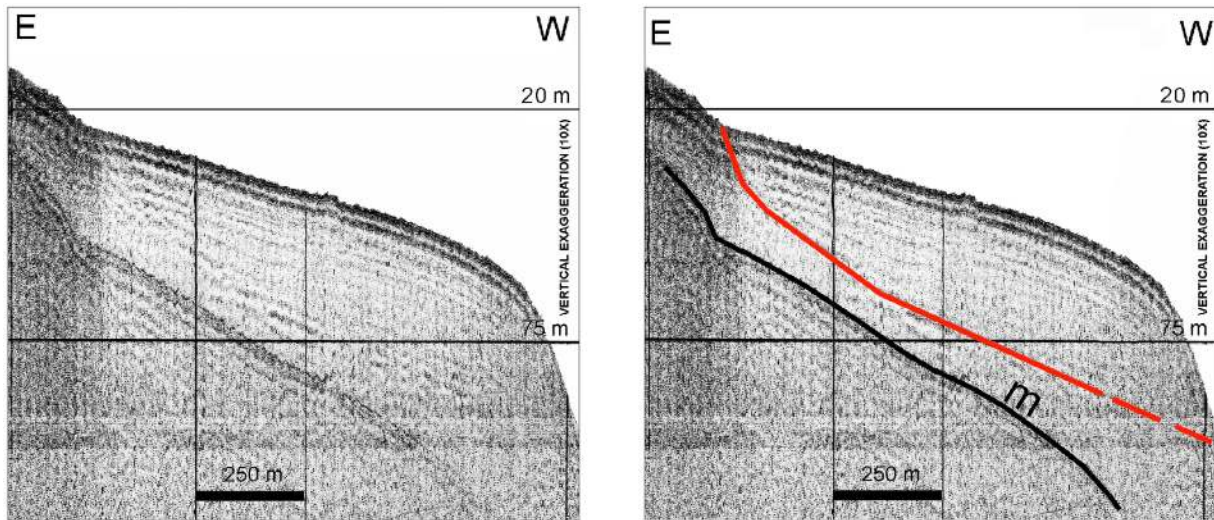 E W
20 m
VERTICAL EXAGGERATION (10X)
75 m
250 m
E W
20 m
VERTICAL EXAGGERATION (10X)
75 m
m
250 m